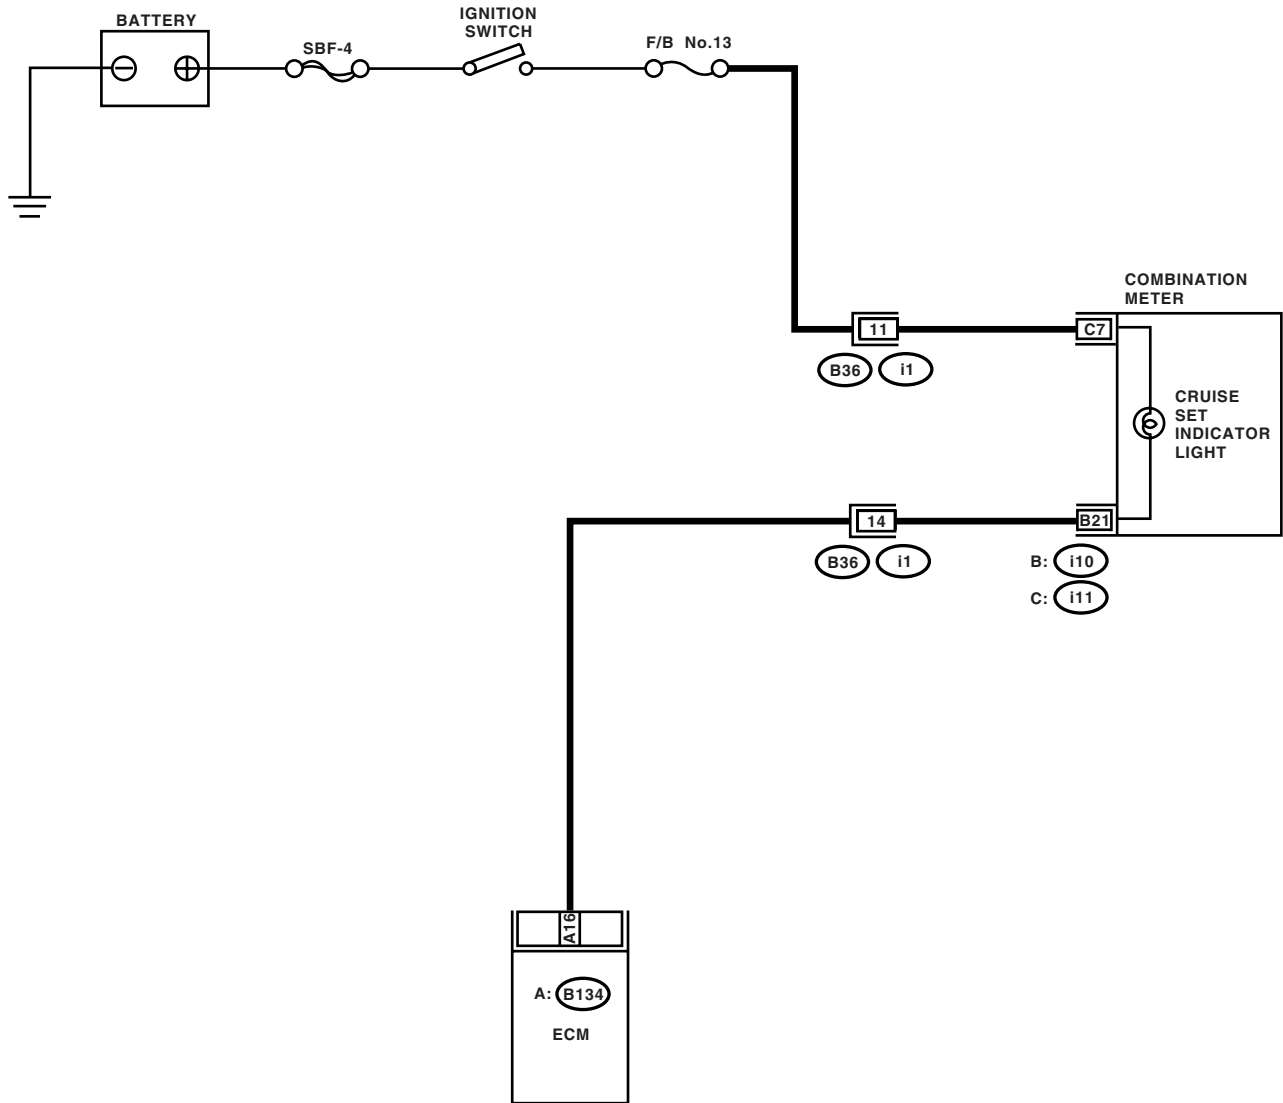 BATTERY
SBF-4
IGNITION
SWITCH
F/B No.13
COMBINATION
METER
11
C7
B36
i1
CRUISE
SET
INDICATOR
LIGHT
14
B21
B36
i1
B: i10
C: i11
A16
A: B134
ECM